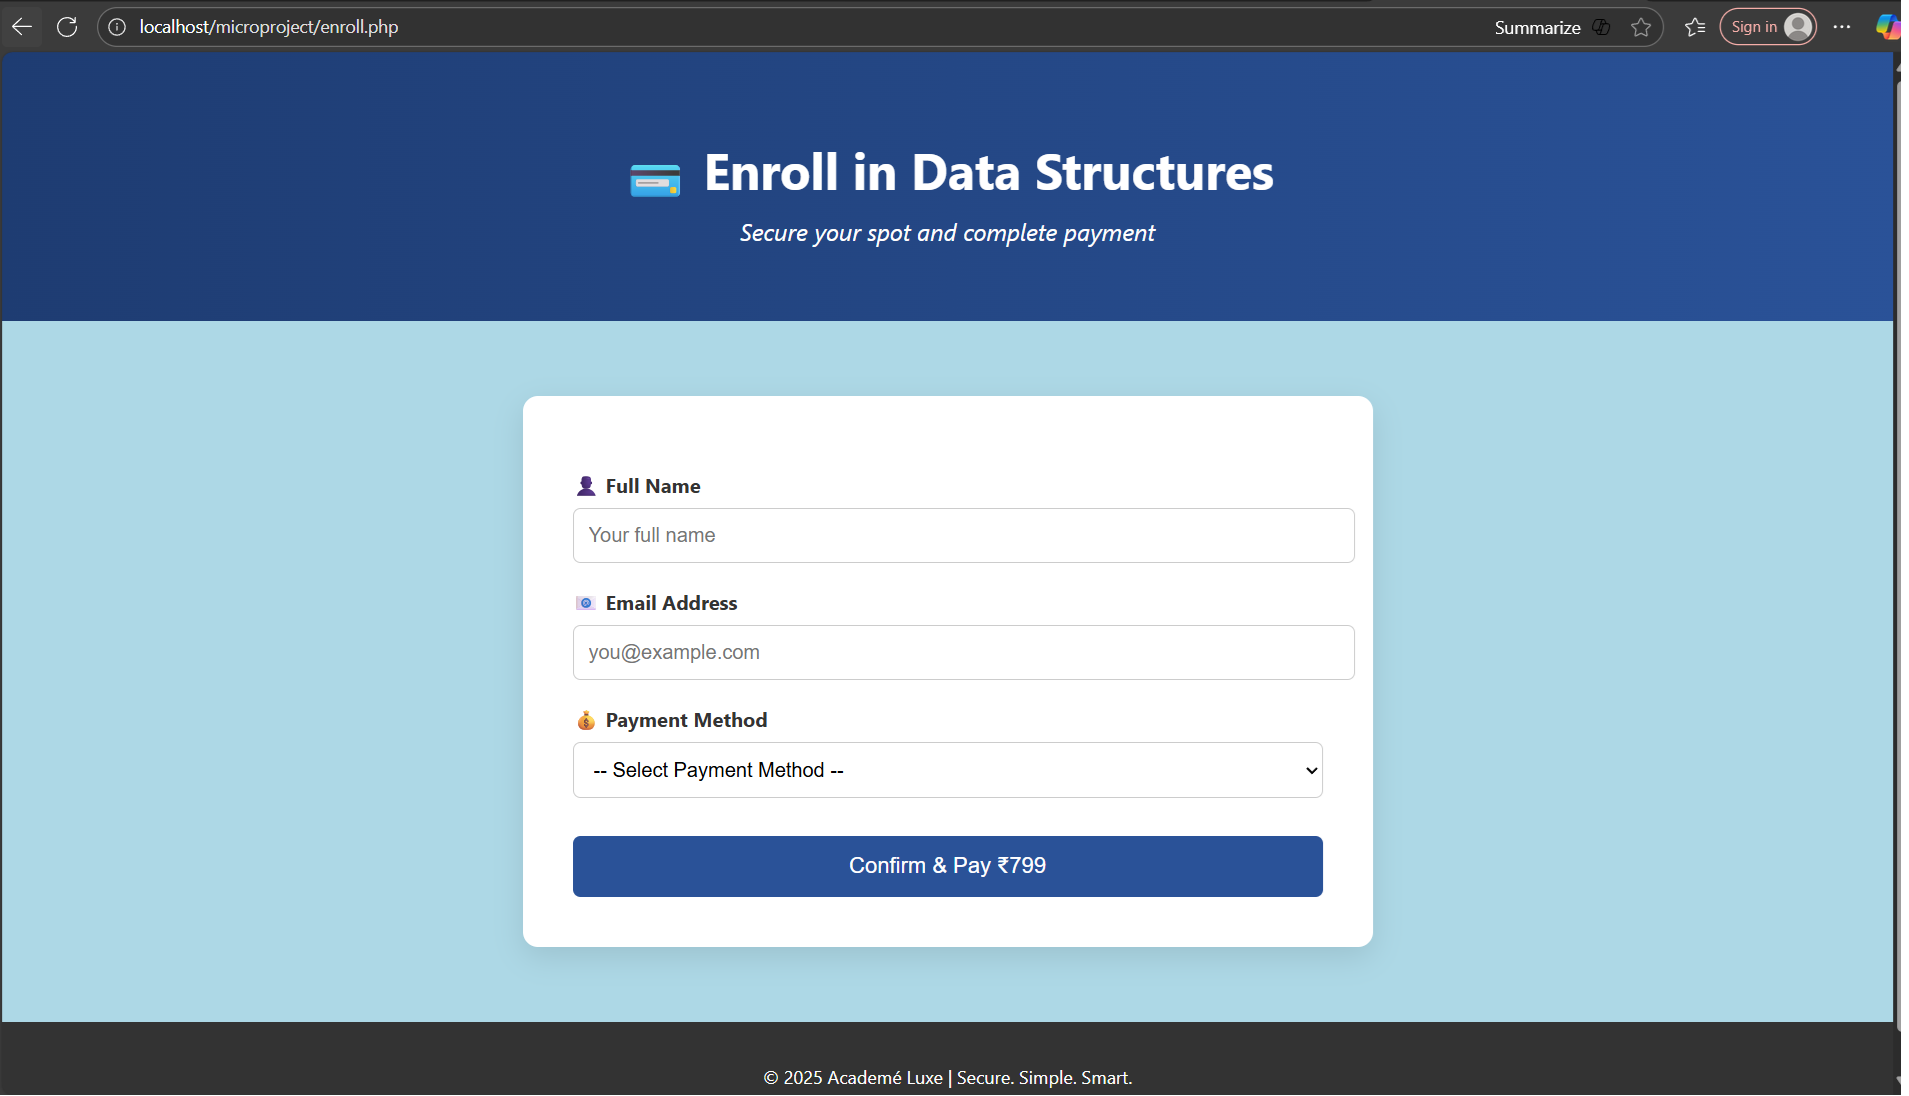 localhost/microproject/enroll.php
Summarize
Sign in
Enroll in Data Structures
Secure your spot and complete payment
Full Name
Your full name
Email Address
you@example.com
Payment Method
-- Select Payment Method --
Confirm & Pay ₹799
© 2025 Academé Luxe | Secure. Simple. Smart.